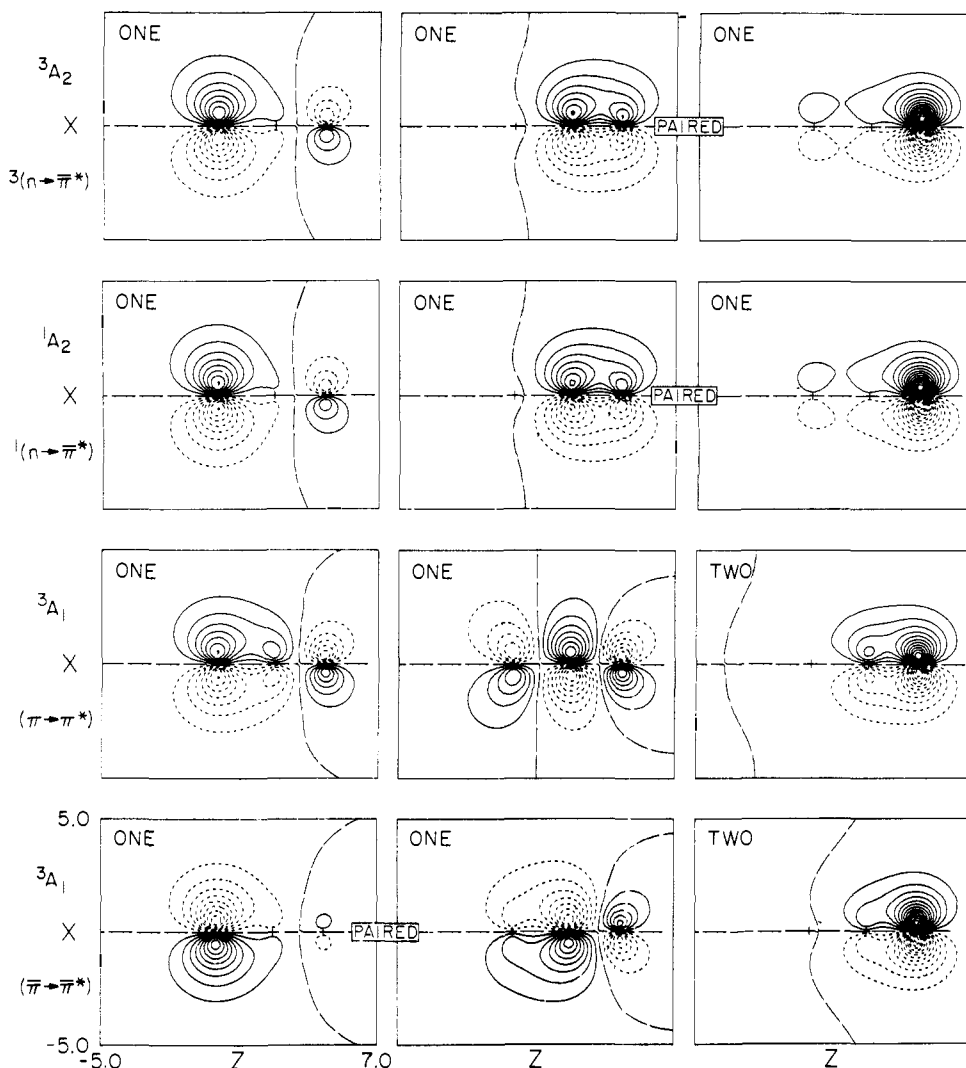 ONE ONE ONE
³A₂
X PAIRED
³(n→π̅*)
ONE ONE ONE
¹A₂
X PAIRED
¹(n→π̅*)
ONE ONE TWO
³A₁
X
(π→π*)
5.0 ONE ONE TWO
³A₁
X PAIRED
(π̅→π̅*)
-5.0
-5.0 Z 7.0 Z Z